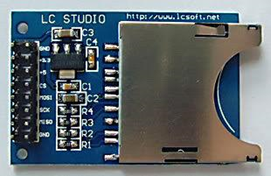 LC STUDIO
http://www.lcsoft.net
C3
C4
GND
+3.3
+5
CS
MOSI
SCK
MISO
GND
C1
C2
R4
R3
R2
R1